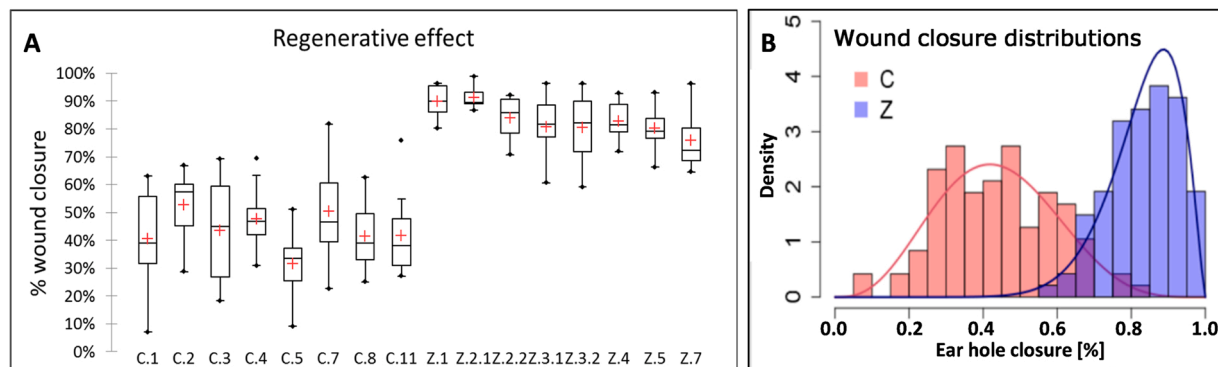 A
Regenerative effect
% wound closure
100%
90%
80%
70%
60%
50%
40%
30%
20%
10%
0%
C.1 C.2 C.3 C.4 C.5 C.7 C.8 C.11 Z.1 Z.2.1 Z.2.2 Z.3.1 Z.3.2 Z.4 Z.5 Z.7
B
Wound closure distributions
C
Z
Density
5
4
3
2
1
0
0.0 0.2 0.4 0.6 0.8 1.0
Ear hole closure [%]